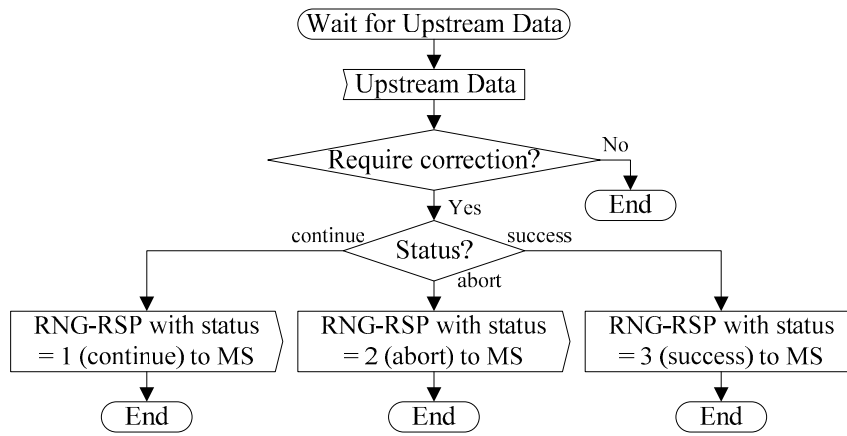 Wait for Upstream Data
Upstream Data
Require correction?
No
End
Yes
continue
Status?
success
abort
RNG-RSP with status
= 1 (continue) to MS
RNG-RSP with status
= 2 (abort) to MS
RNG-RSP with status
= 3 (success) to MS
End
End
End